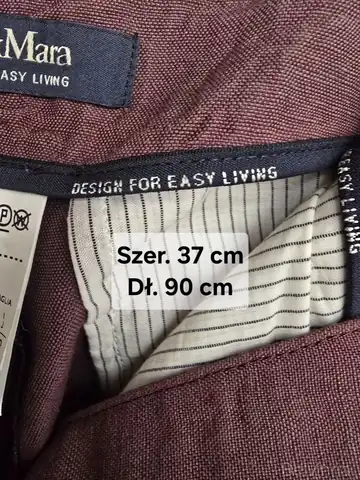 &Mara
EASY LIVING
DESIGN FOR EASY LIVING
EASY LIVING
P
Szer. 37 cm
Dł. 90 cm